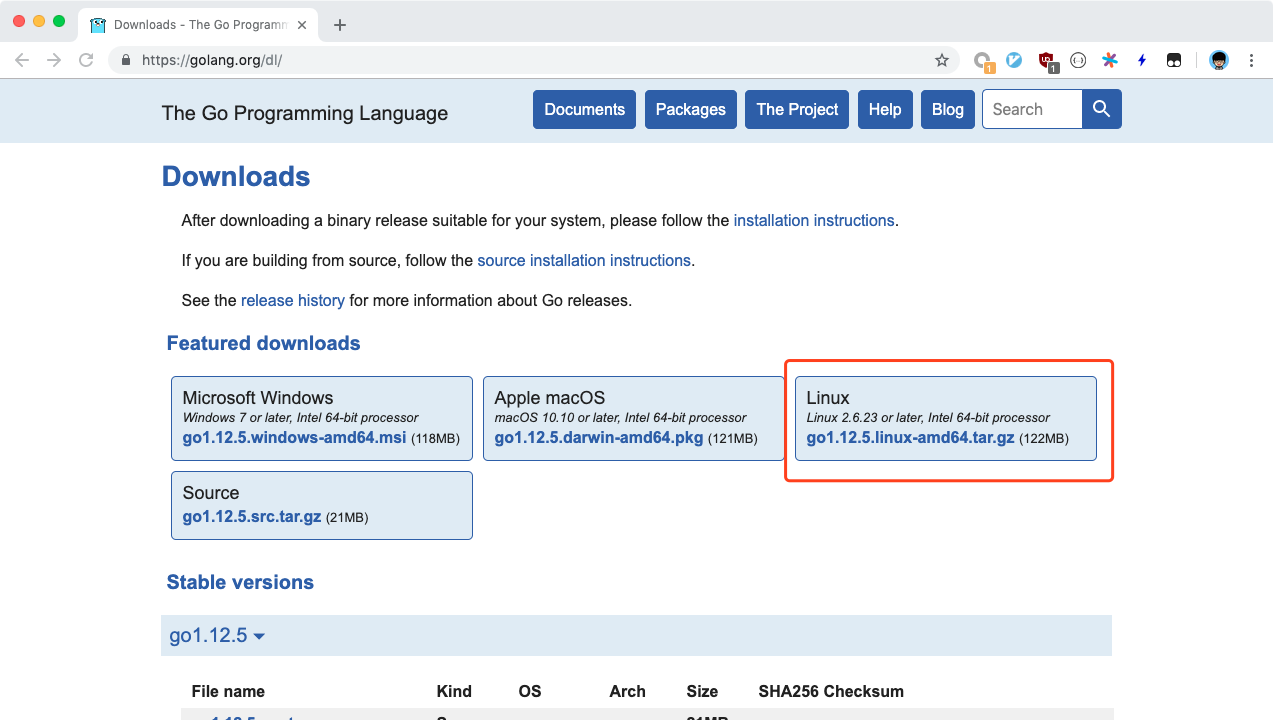 Downloads - The Go Programm
https://golang.org/dl/
1
1
The Go Programming Language
Documents
Packages
The Project
Help
Blog
Search
Downloads
After downloading a binary release suitable for your system, please follow the installation instructions.
If you are building from source, follow the source installation instructions.
See the release history for more information about Go releases.
Featured downloads
Microsoft Windows
Windows 7 or later, Intel 64-bit processor
go1.12.5.windows-amd64.msi (118MB)
Apple macOS
macOS 10.10 or later, Intel 64-bit processor
go1.12.5.darwin-amd64.pkg (121MB)
Linux
Linux 2.6.23 or later, Intel 64-bit processor
go1.12.5.linux-amd64.tar.gz (122MB)
Source
go1.12.5.src.tar.gz (21MB)
Stable versions
go1.12.5
File name Kind OS Arch Size SHA256 Checksum